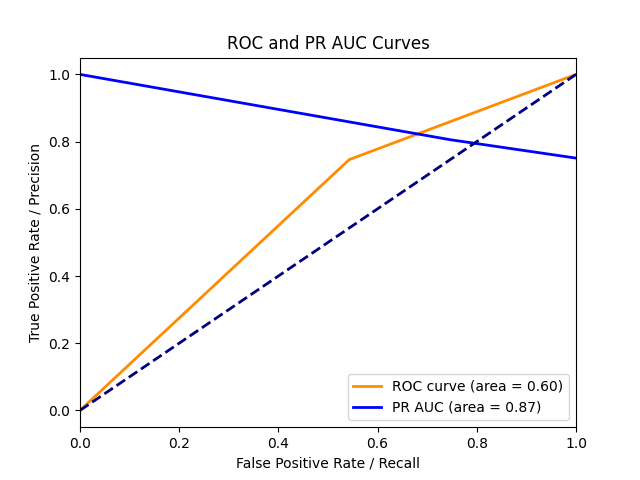 ROC and PR AUC Curves
True Positive Rate / Precision
1.0
0.8
0.6
0.4
0.2
0.0
0.0 0.2 0.4 0.6 0.8 1.0
False Positive Rate / Recall
ROC curve (area = 0.60)
PR AUC (area = 0.87)